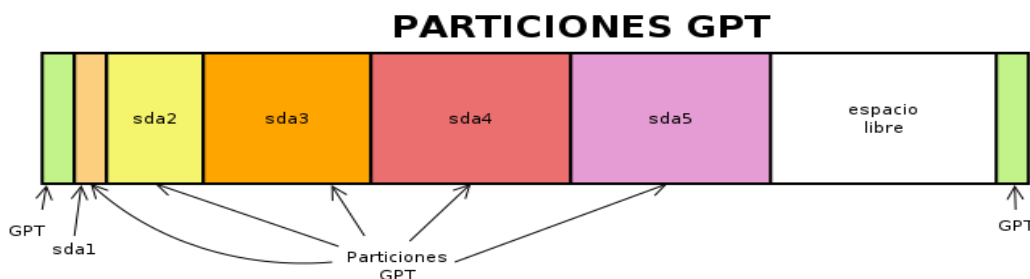 PARTICIONES GPT
sda2
sda3
sda4
sda5
espacio
libre
GPT
sda1
Particiones
GPT
GPT